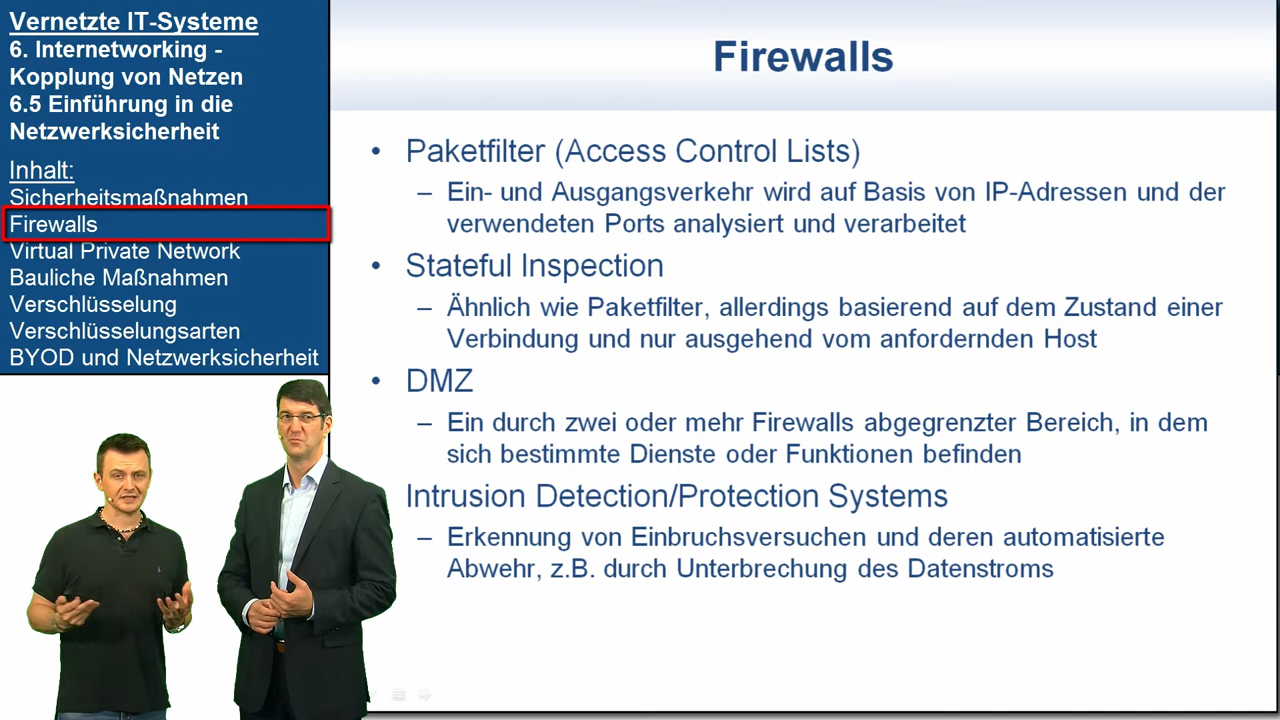 Vernetzte IT-Systeme
6. Internetworking -
Kopplung von Netzen
6.5 Einführung in die
Netzwerksicherheit
Inhalt:
Sicherheitsmaßnahmen
Firewalls
Virtual Private Network
Bauliche Maßnahmen
Verschlüsselung
Verschlüsselungsarten
BYOD und Netzwerksicherheit
Firewalls
• Paketfilter (Access Control Lists)
– Ein- und Ausgangsverkehr wird auf Basis von IP-Adressen und der
verwendeten Ports analysiert und verarbeitet
• Stateful Inspection
– Ähnlich wie Paketfilter, allerdings basierend auf dem Zustand einer
Verbindung und nur ausgehend vom anfordernden Host
• DMZ
– Ein durch zwei oder mehr Firewalls abgegrenzter Bereich, in dem
sich bestimmte Dienste oder Funktionen befinden
Intrusion Detection/Protection Systems
– Erkennung von Einbruchsversuchen und deren automatisierte
Abwehr, z.B. durch Unterbrechung des Datenstroms